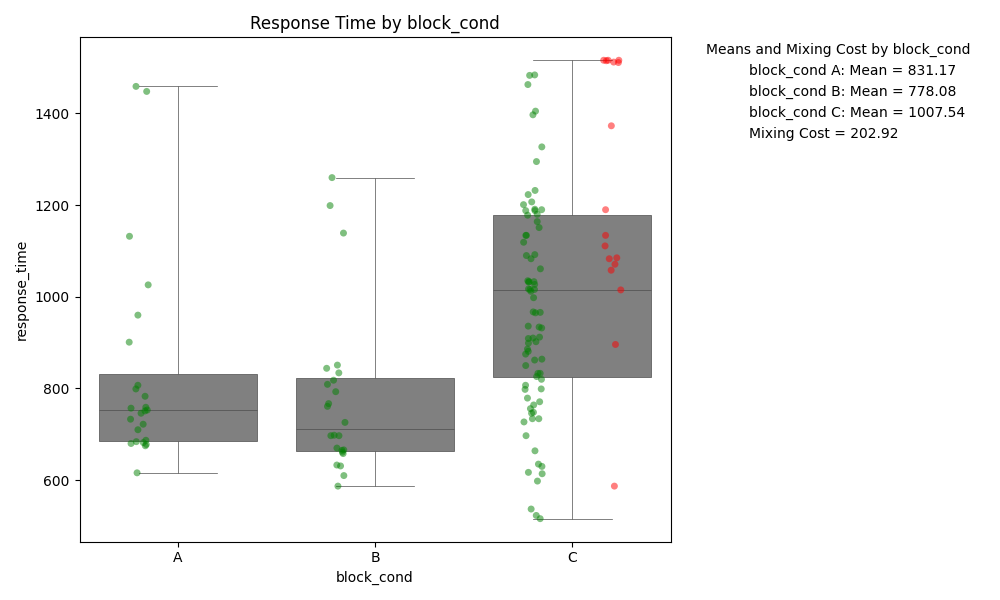 Response Time by block_cond
Means and Mixing Cost by block_cond
block_cond A: Mean = 831.17
block_cond B: Mean = 778.08
block_cond C: Mean = 1007.54
Mixing Cost = 202.92
response_time
1400
1200
1000
800
600
A B C
block_cond